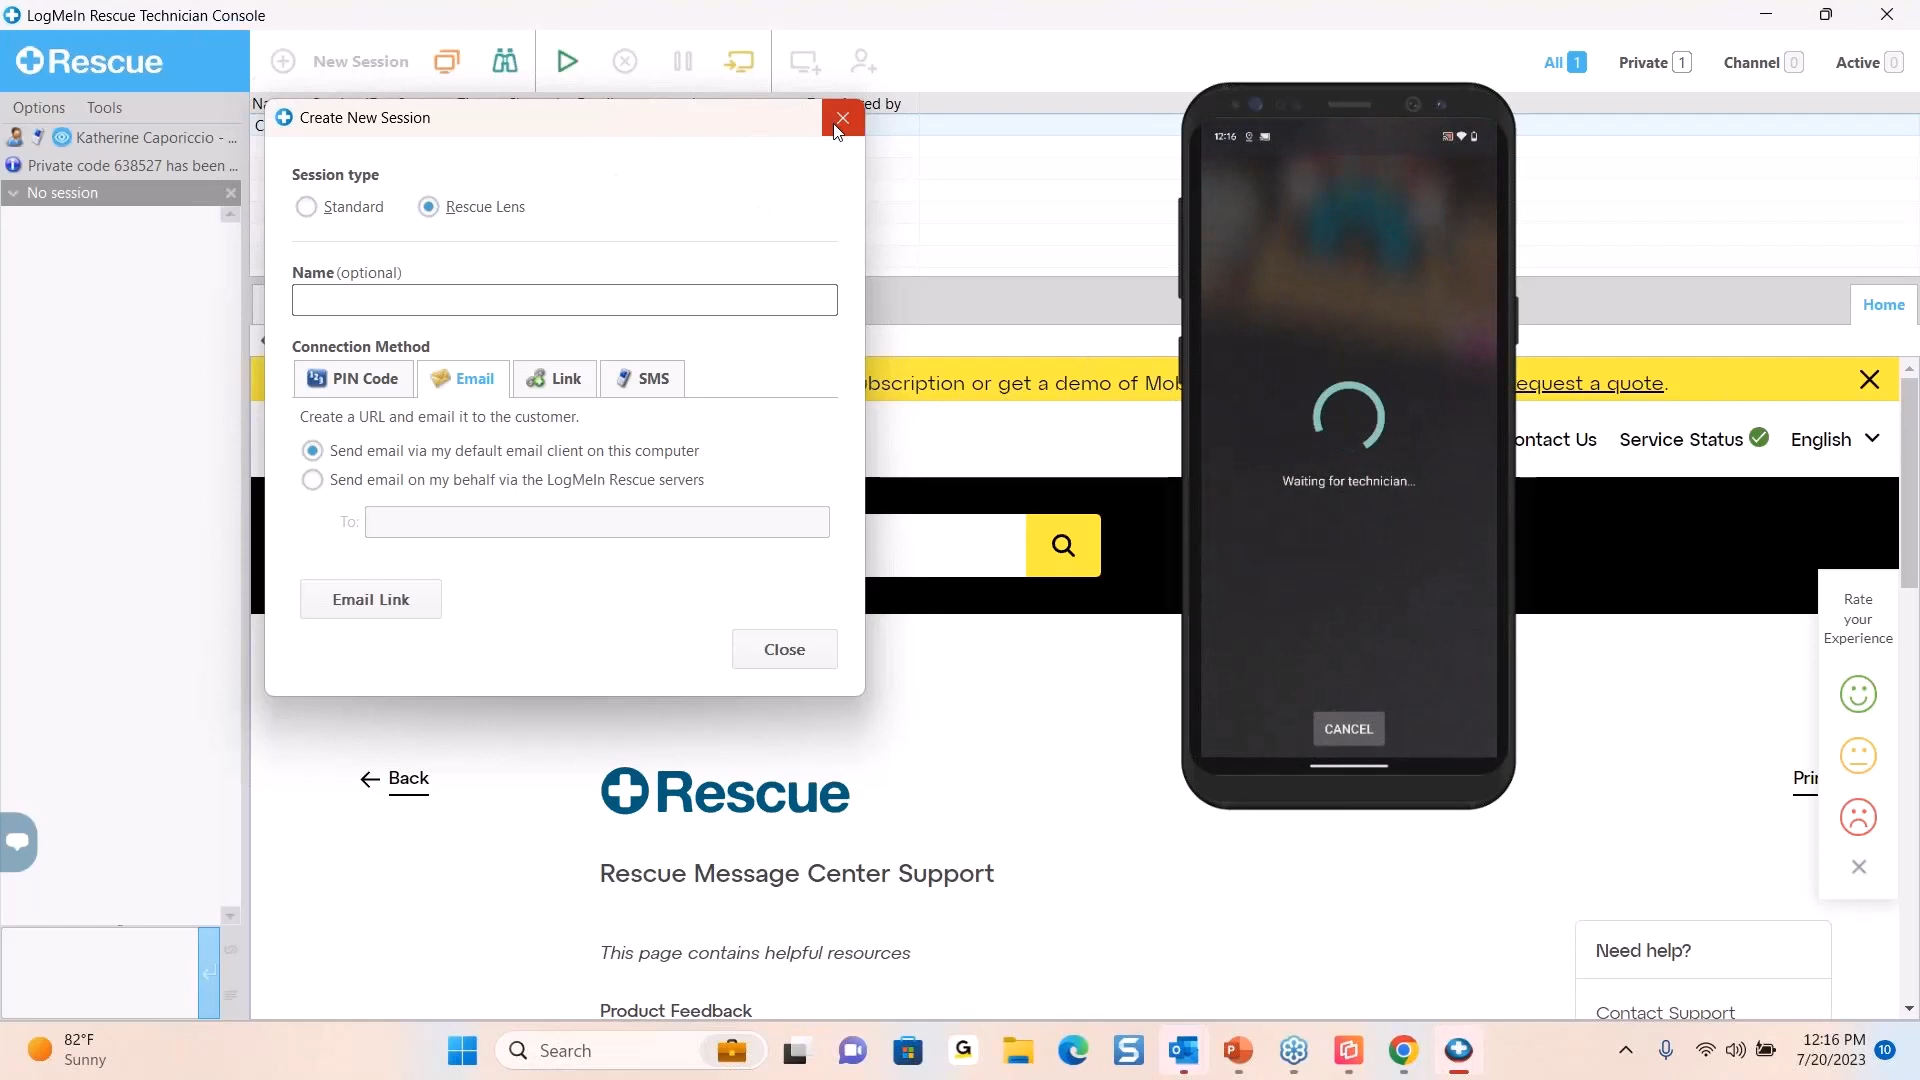 LogMeIn Rescue Technician Console
Rescue
New Session
All 1
Private 1
Channel 0
Active 0
Options Tools
Katherine Caporiccio - ...
Private code 638527 has been ...
No session
ed by
Create New Session
Session type
Standard
Rescue Lens
Name (optional)
Connection Method
PIN Code
Email
Link
SMS
Create a URL and email it to the customer.
Send email via my default email client on this computer
Send email on my behalf via the LogMeIn Rescue servers
To:
Email Link
Close
12:16
Waiting for technician...
CANCEL
Home
ubscription or get a demo of Mob
equest a quote.
ontact Us
Service Status
English
Rate
your
Experience
Back
Rescue
Prin
Rescue Message Center Support
This page contains helpful resources
Product Feedback
Need help?
Contact Support
82°F
Sunny
Search
12:16 PM
7/20/2023
10